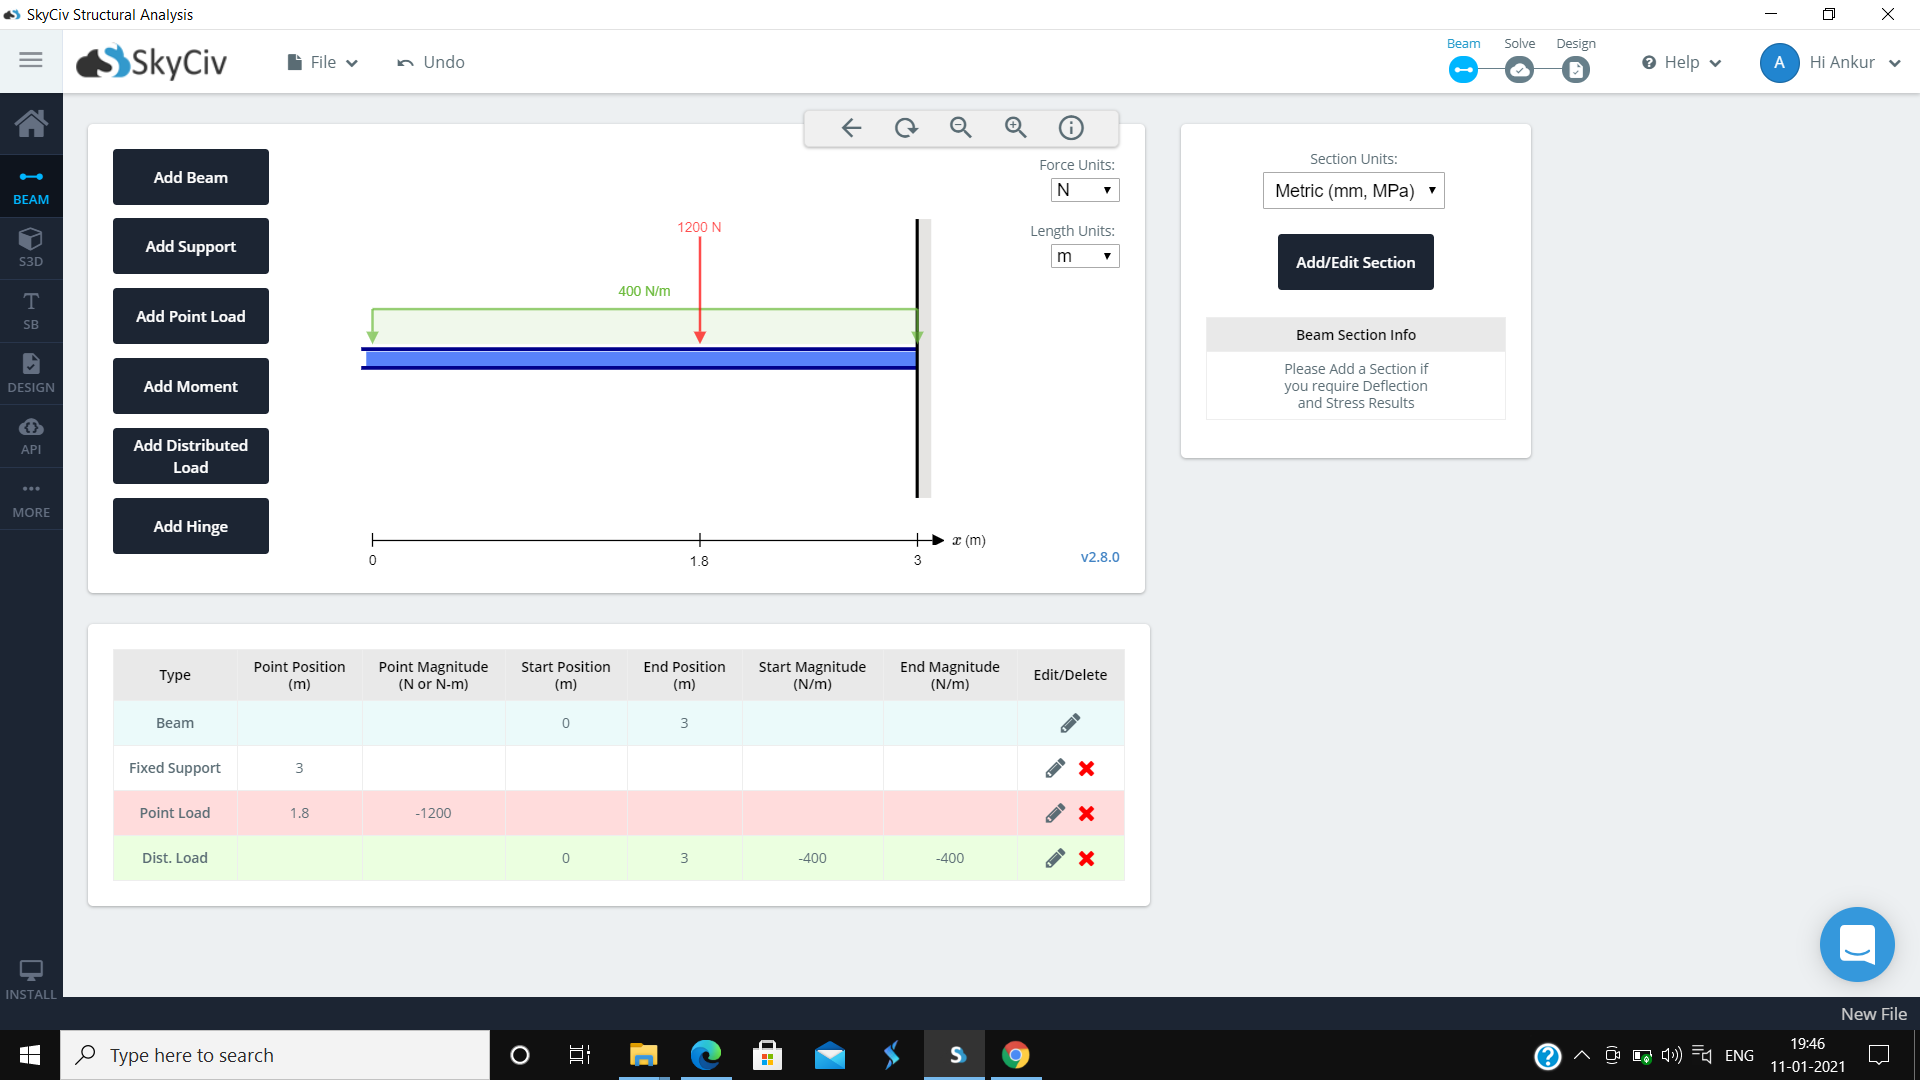 SkyCiv Structural Analysis
SkyCiv
File
Undo
Beam
Solve
Design
Help
A
Hi Ankur
BEAM
S3D
T
SB
DESIGN
API
MORE
INSTALL
Add Beam
Add Support
Add Point Load
Add Moment
Add Distributed
Load
Add Hinge
Force Units:
N
Length Units:
m
1200 N
400 N/m
0
1.8
3
x (m)
v2.8.0
Section Units:
Metric (mm, MPa)
Add/Edit Section
Beam Section Info
Please Add a Section if
you require Deflection
and Stress Results
Type
Point Position
(m)
Point Magnitude
(N or N-m)
Start Position
(m)
End Position
(m)
Start Magnitude
(N/m)
End Magnitude
(N/m)
Edit/Delete
Beam 0 3
Fixed Support 3
Point Load 1.8 -1200
Dist. Load 0 3 -400 -400
New File
Type here to search
S
ENG
19:46
11-01-2021